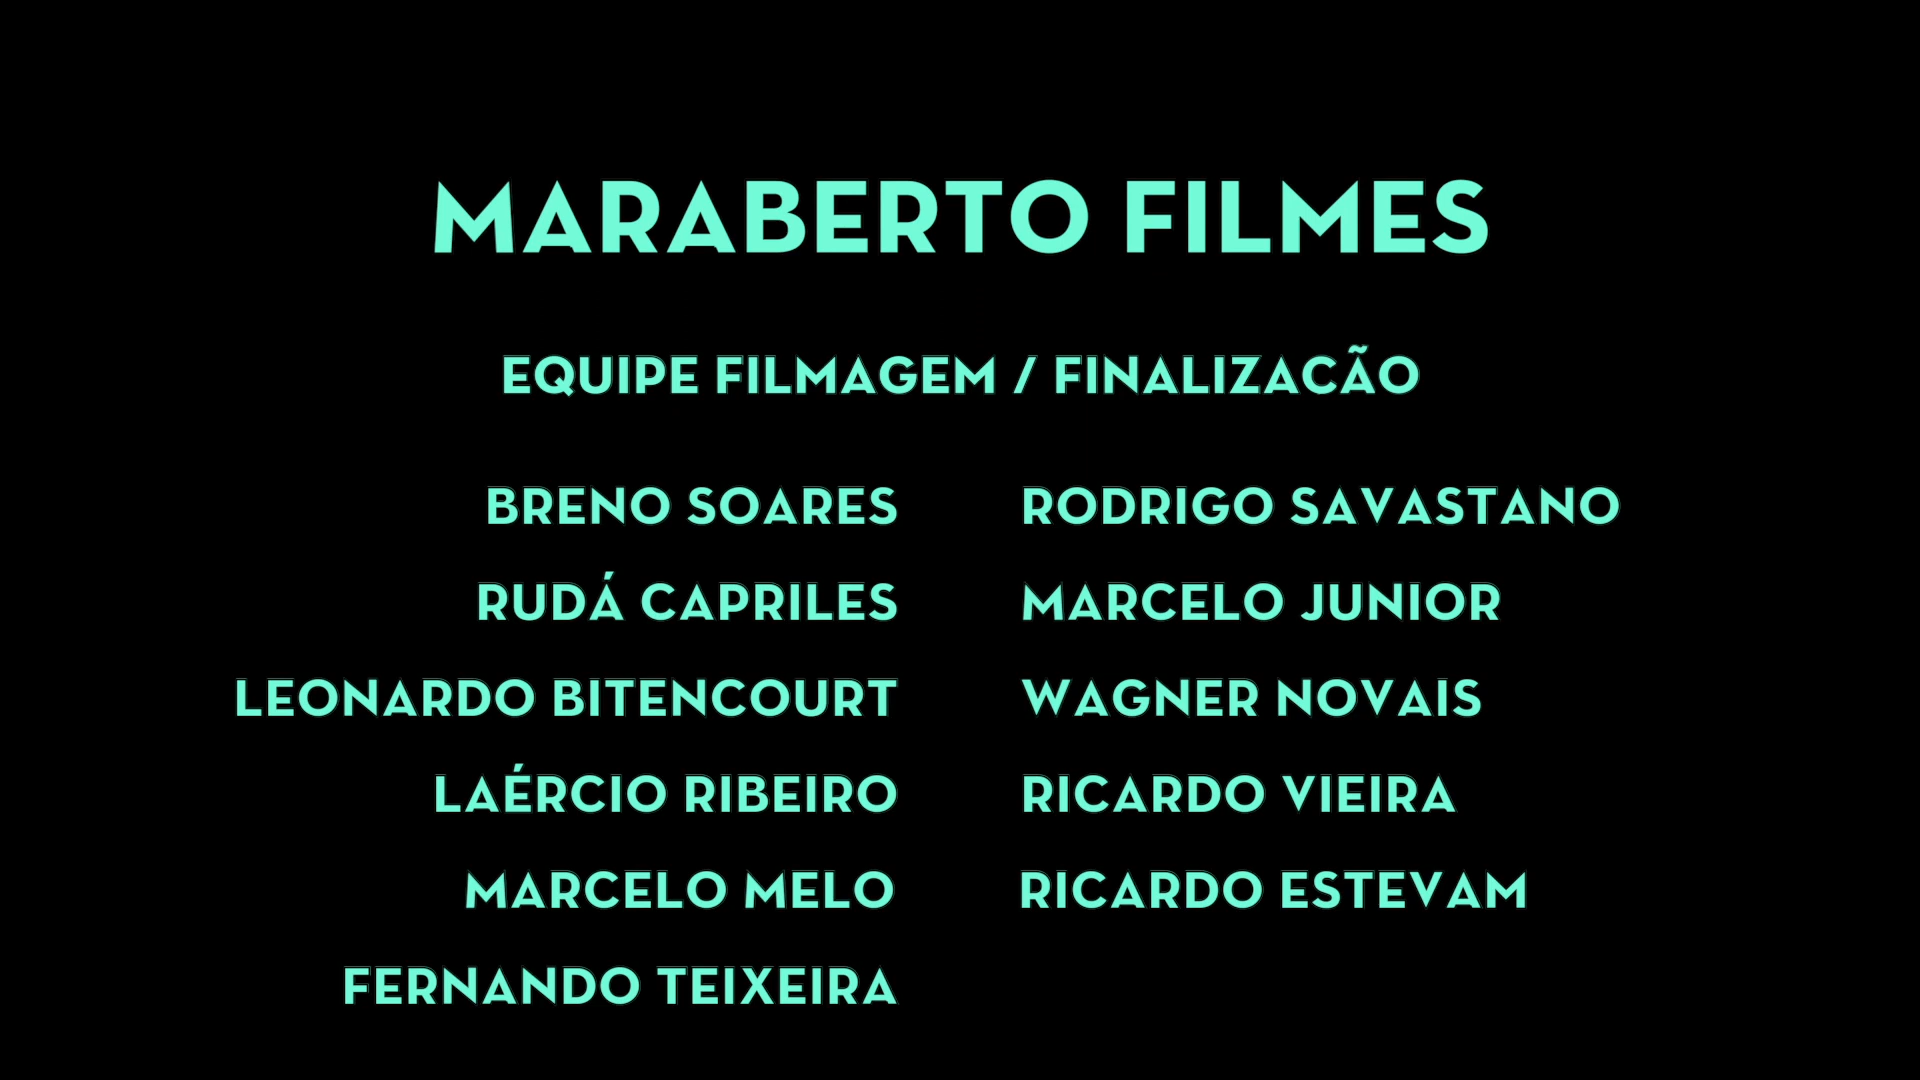 MARABERTO FILMES
EQUIPE FILMAGEM / FINALIZACÃO
BRENO SOARES RODRIGO SAVASTANO
RUDÁ CAPRILES MARCELO JUNIOR
LEONARDO BITENCOURT WAGNER NOVAIS
LAÉRCIO RIBEIRO RICARDO VIEIRA
MARCELO MELO RICARDO ESTEVAM
FERNANDO TEIXEIRA